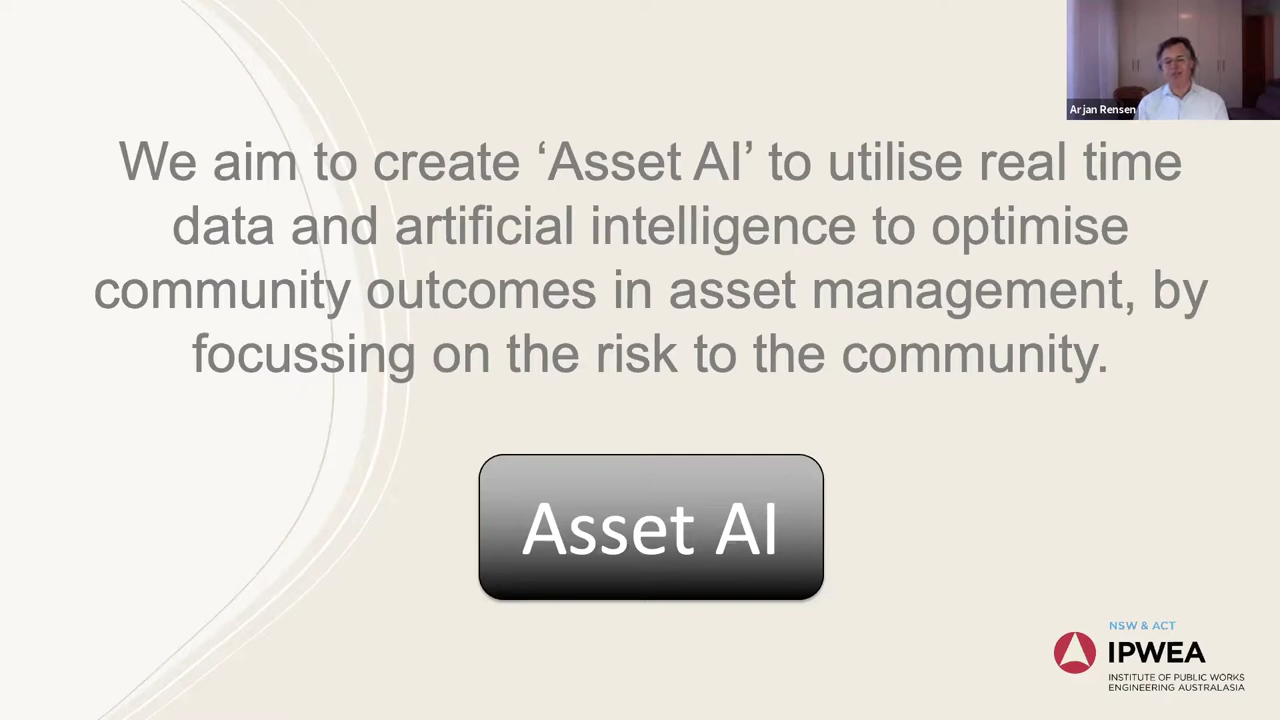 Arjan Rensen
We aim to create ‘Asset AI’ to utilise real time
data and artificial intelligence to optimise
community outcomes in asset management, by
focussing on the risk to the community.
Asset AI
NSW & ACT
IPWEA
INSTITUTE OF PUBLIC WORKS
ENGINEERING AUSTRALASIA